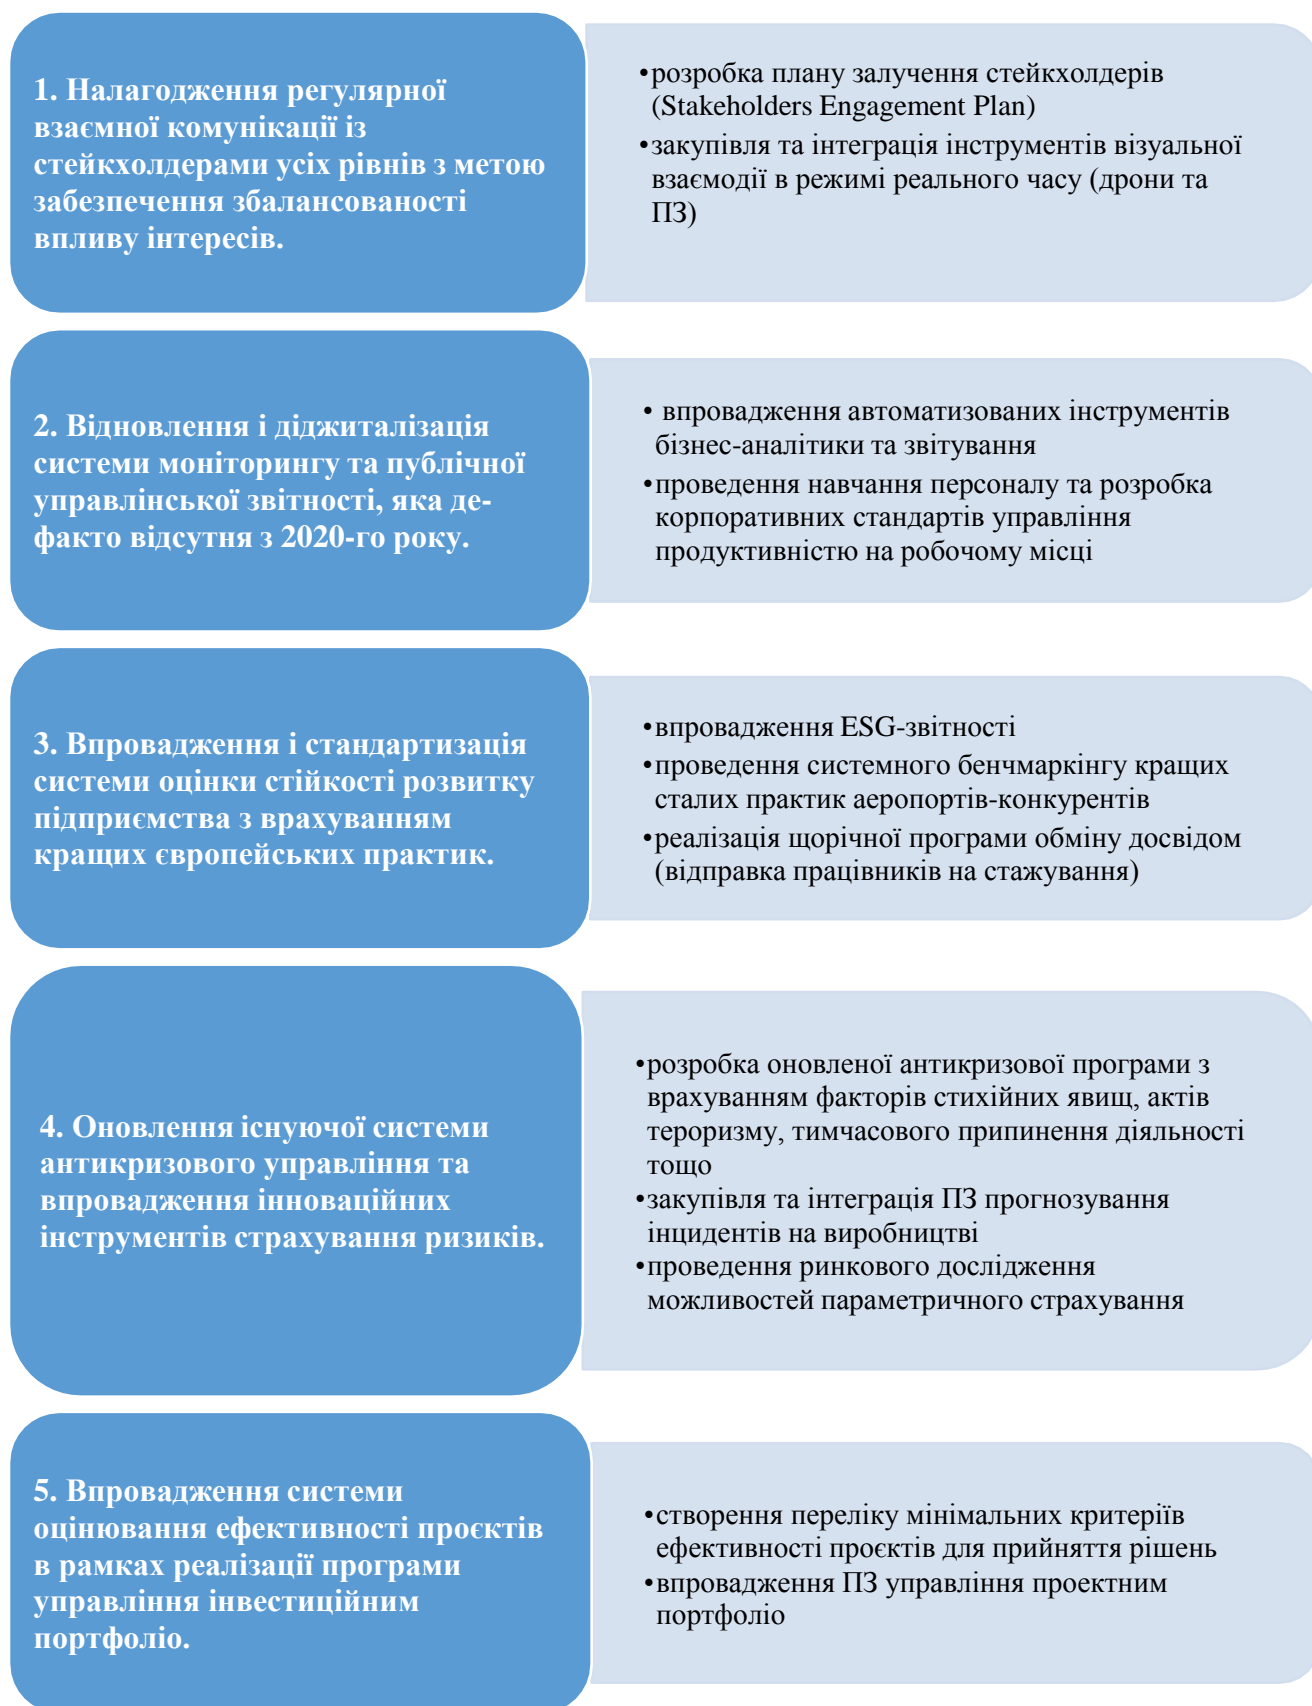 1. Налагодження регулярної
взаємної комунікації із
стейкхолдерами усіх рівнів з метою
забезпечення збалансованості
впливу інтересів.
•розробка плану залучення стейкхолдерів
(Stakeholders Engagement Plan)
•закупівля та інтеграція інструментів візуальної
взаємодії в режимі реального часу (дрони та
ПЗ)
2. Відновлення і діджиталізація
системи моніторингу та публічної
управлінської звітності, яка де-
факто відсутня з 2020-го року.
• впровадження автоматизованих інструментів
бізнес-аналітики та звітування
•проведення навчання персоналу та розробка
корпоративних стандартів управління
продуктивністю на робочому місці
3. Впровадження і стандартизація
системи оцінки стійкості розвитку
підприємства з врахуванням
кращих європейських практик.
•впровадження ESG-звітності
•проведення системного бенчмаркінгу кращих
сталих практик аеропортів-конкурентів
•реалізація щорічної програми обміну досвідом
(відправка працівників на стажування)
4. Оновлення існуючої системи
антикризового управління та
впровадження інноваційних
інструментів страхування ризиків.
•розробка оновленої антикризової програми з
врахуванням факторів стихійних явищ, актів
тероризму, тимчасового припинення діяльності
тощо
•закупівля та інтеграція ПЗ прогнозування
інцидентів на виробництві
•проведення ринкового дослідження
можливостей параметричного страхування
5. Впровадження системи
оцінювання ефективності проєктів
в рамках реалізації програми
управління інвестиційним
портфоліо.
•створення переліку мінімальних критеріїв
ефективності проєктів для прийняття рішень
•впровадження ПЗ управління проектним
портфоліо